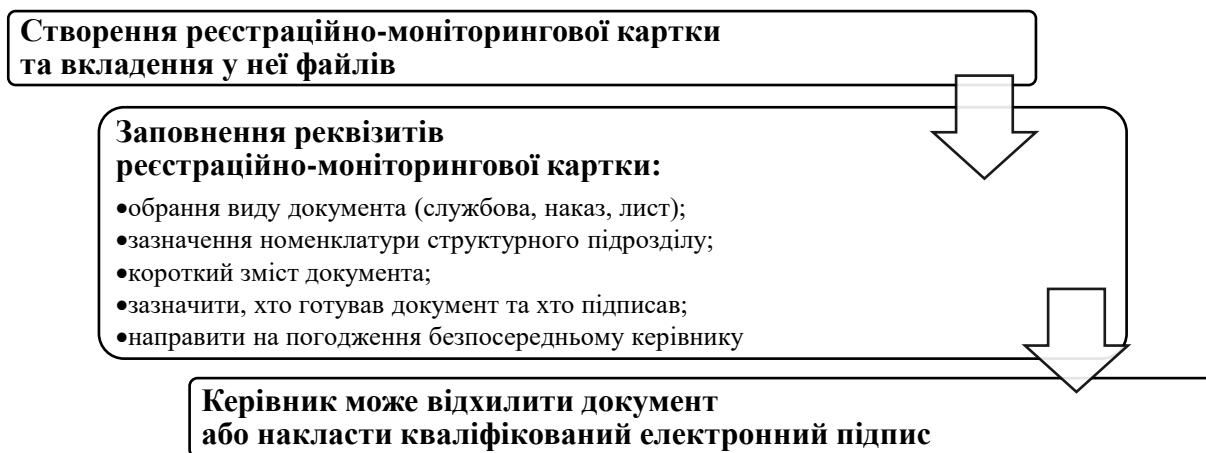 Створення реєстраційно-моніторингової картки
та вкладення у неї файлів
Заповнення реквізитів
реєстраційно-моніторингової картки:
•обрання виду документа (службова, наказ, лист);
•зазначення номенклатури структурного підрозділу;
•короткий зміст документа;
•зазначити, хто готував документ та хто підписав;
•направити на погодження безпосередньому керівнику
Керівник може відхилити документ
або накласти кваліфікований електронний підпис